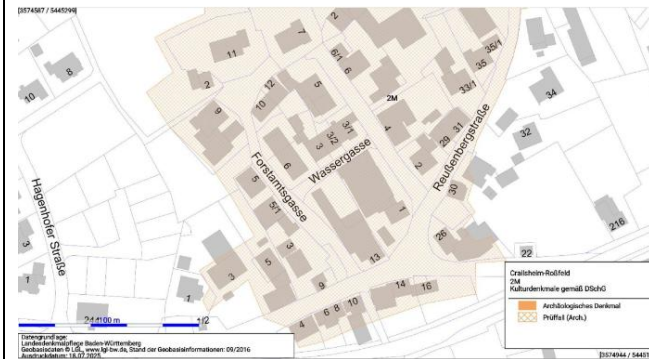 [3574587 / 5445299]
2
7
11
35/1
6/1
6
35
8
33/1
10
2
12
5
34
10
2M
9
3/1
4
31
32
3/2
29
3
6
Wassergasse
2
Reußenbergstraße
5
Forstamtsgasse
30
5/1
1
216
Hagenhofer Straße
26
3
3
22
13
5
3
1
9
14
16
1
10
8
6
4
100 m
Crailsheim-Roßfeld
2M
Kulturdenkmale gemäß DSchG
Archäologisches Denkmal
Prüffall (Arch.)
Datengrundlage:
Landesdenkmalpflege Baden-Württemberg
Geobasisdaten © LGL, www.lgl-bw.de, Stand der Geobasisinformationen: 09/2016
Ausdruckdatum: 18.07.2025